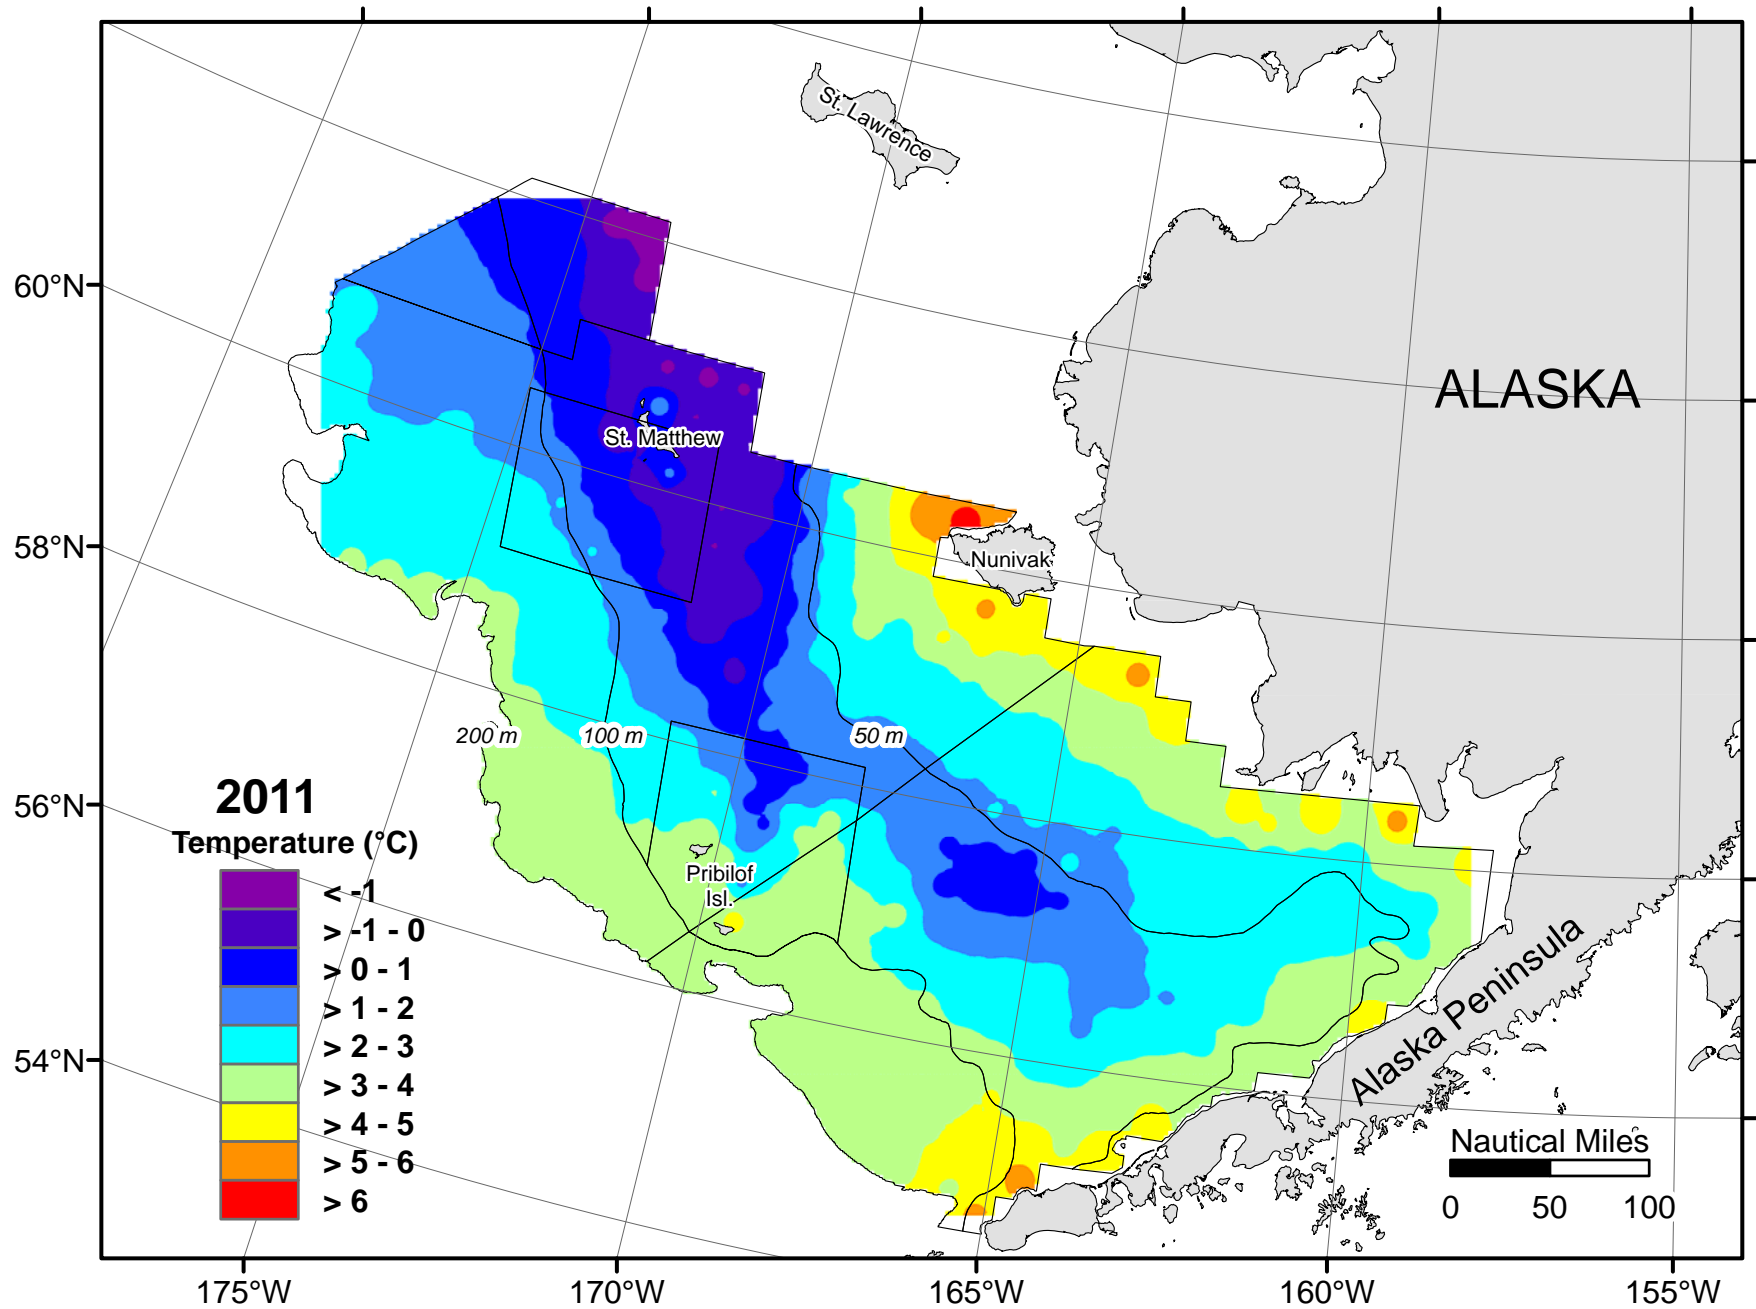 St. Lawrence
60°N
ALASKA
St. Matthew
58°N
Nunivak
200 m
100 m
50 m
56°N
2011
Temperature (°C)
< -1
> -1 - 0
> 0 - 1
> 1 - 2
> 2 - 3
> 3 - 4
> 4 - 5
> 5 - 6
> 6
Pribilof
Isl.
54°N
Alaska Peninsula
Nautical Miles
0 50 100
175°W 170°W 165°W 160°W 155°W